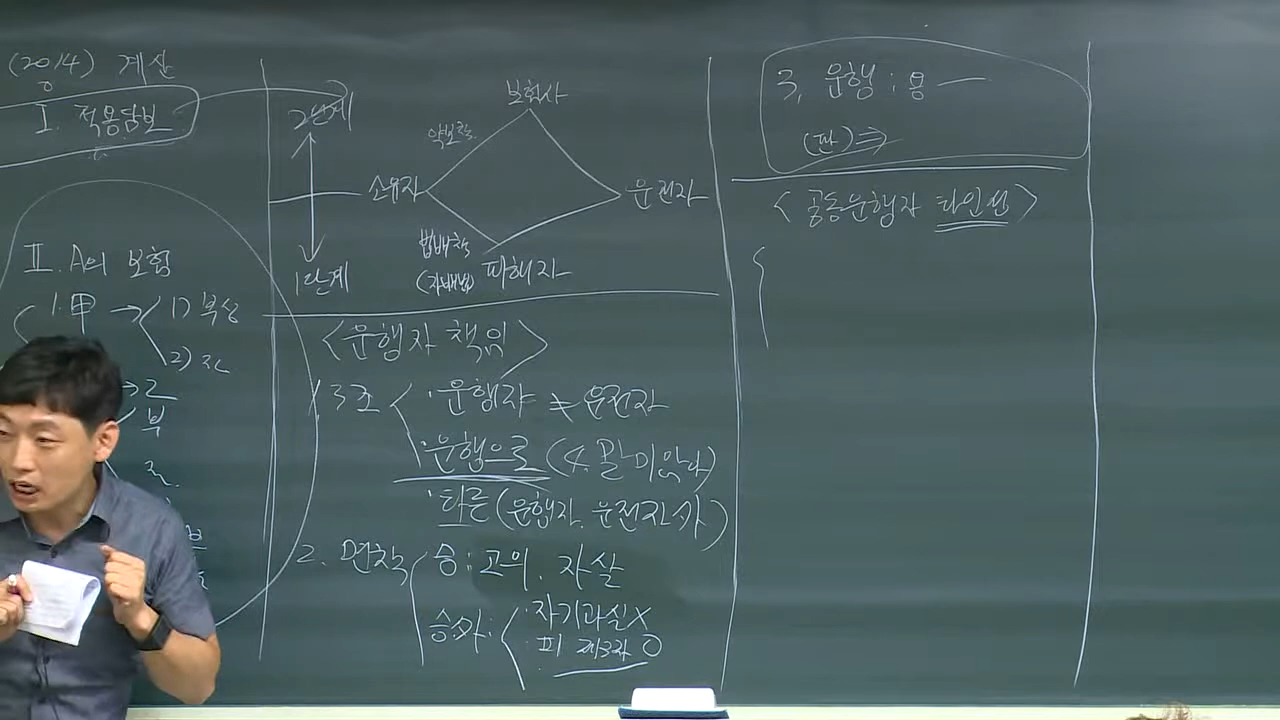 (2014) 계산
I. 적용담보
II. A의 보험
1. 甲 → 1) 부상
2) 
부
2단계
1단계
보험사
소유자
운전자
법배책
(자배법) 피해자
<운행자 책임>
3조
· 운행자 ≠ 운전자
· 운행으로 (
· 타른 (운행자. 운전자 外)
2. 면책
승 : 고의. 자살
승外 :
· 자기과실 X
· 피 제3자 O
3. 운행 : 용 —
(판) ⇒
<공동운행자 타인성>